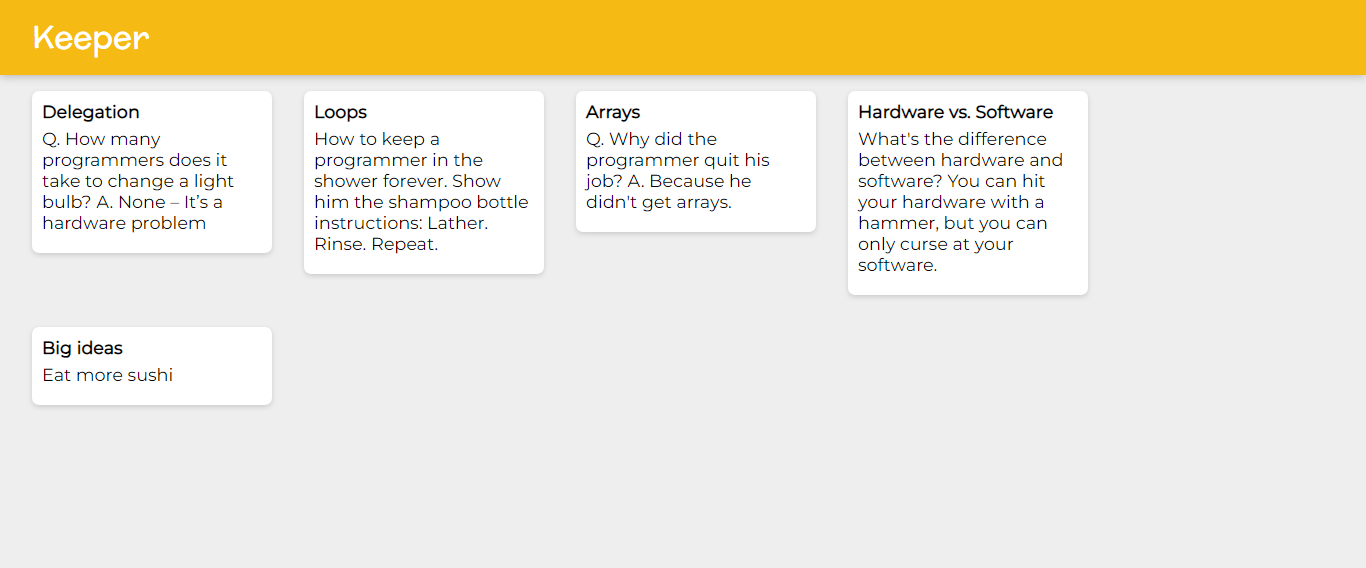 Keeper
Delegation
Q. How many
programmers does it
take to change a light
bulb? A. None – It’s a
hardware problem
Loops
How to keep a
programmer in the
shower forever. Show
him the shampoo bottle
instructions: Lather.
Rinse. Repeat.
Arrays
Q. Why did the
programmer quit his
job? A. Because he
didn't get arrays.
Hardware vs. Software
What's the difference
between hardware and
software? You can hit
your hardware with a
hammer, but you can
only curse at your
software.
Big ideas
Eat more sushi